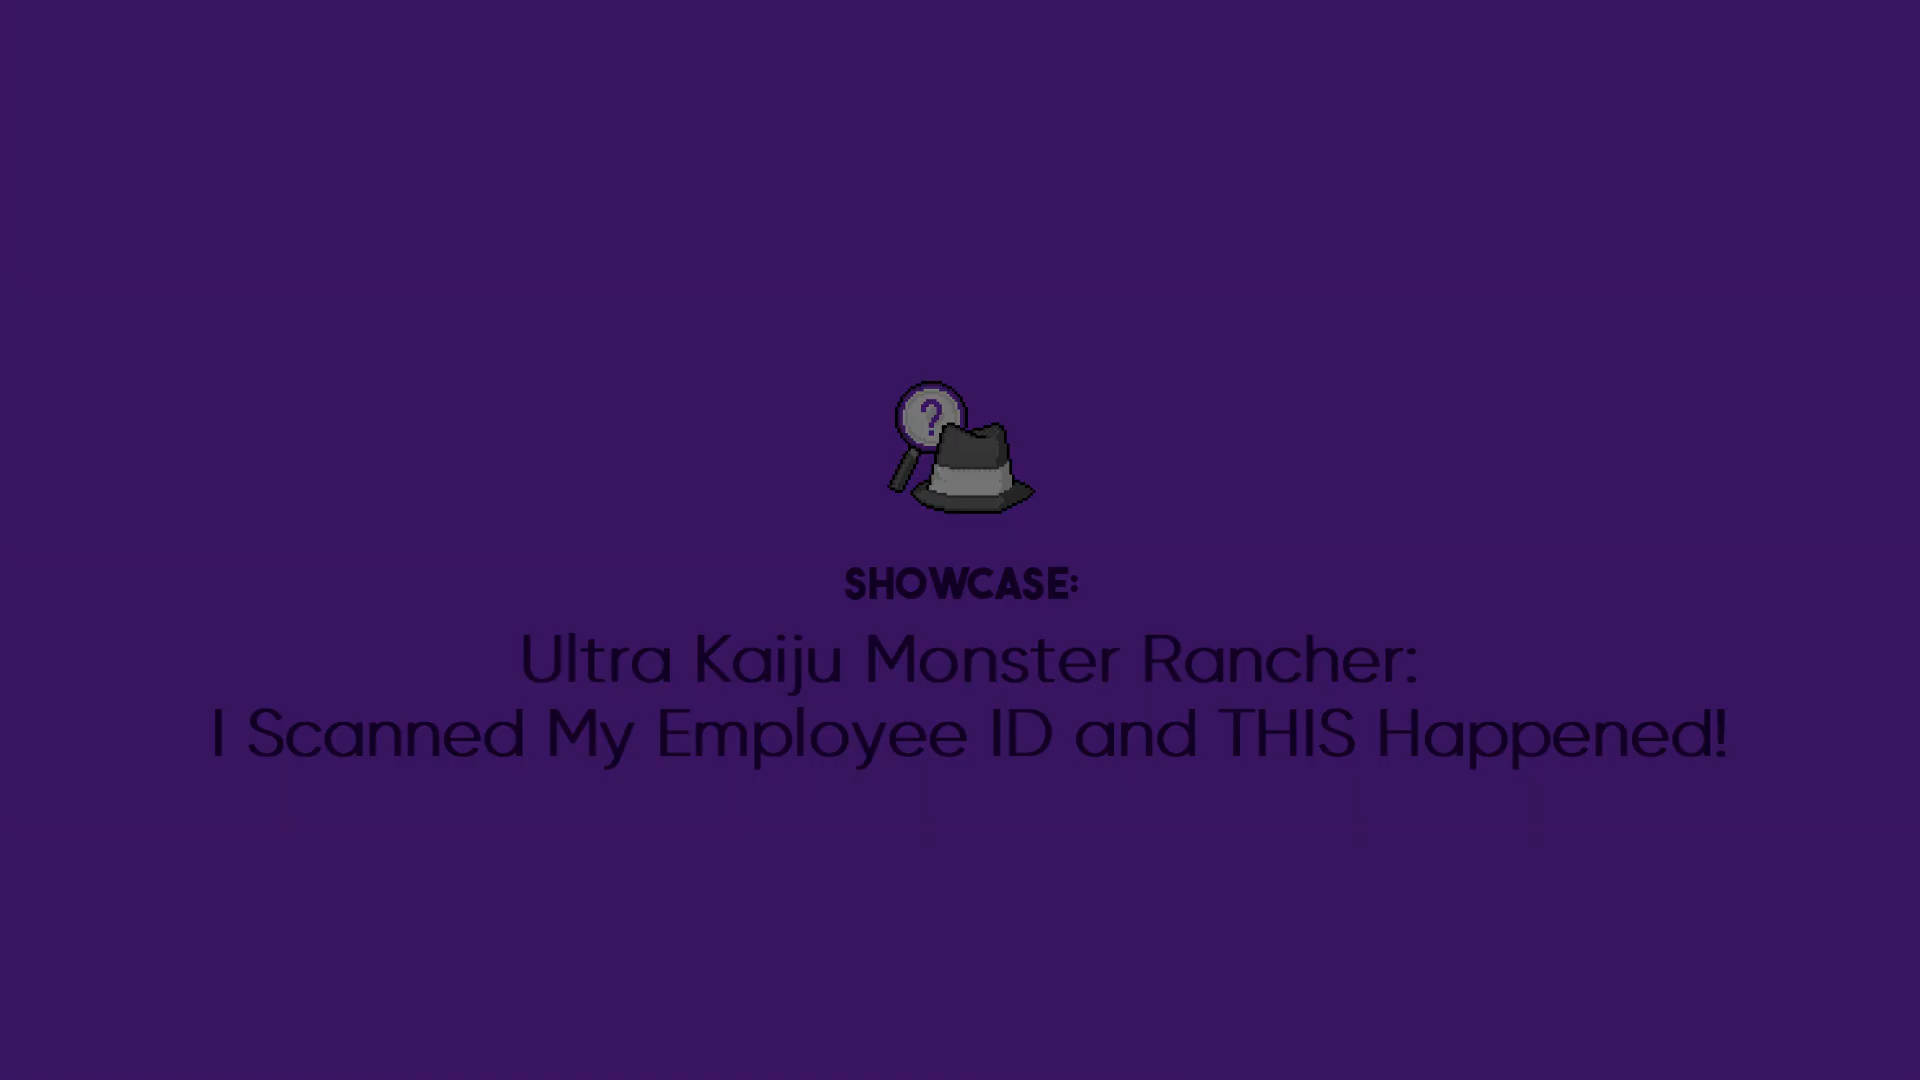 ?
SHOWCASE:
Ultra Kaiju Monster Rancher:
I Scanned My Employee ID and THIS Happened!